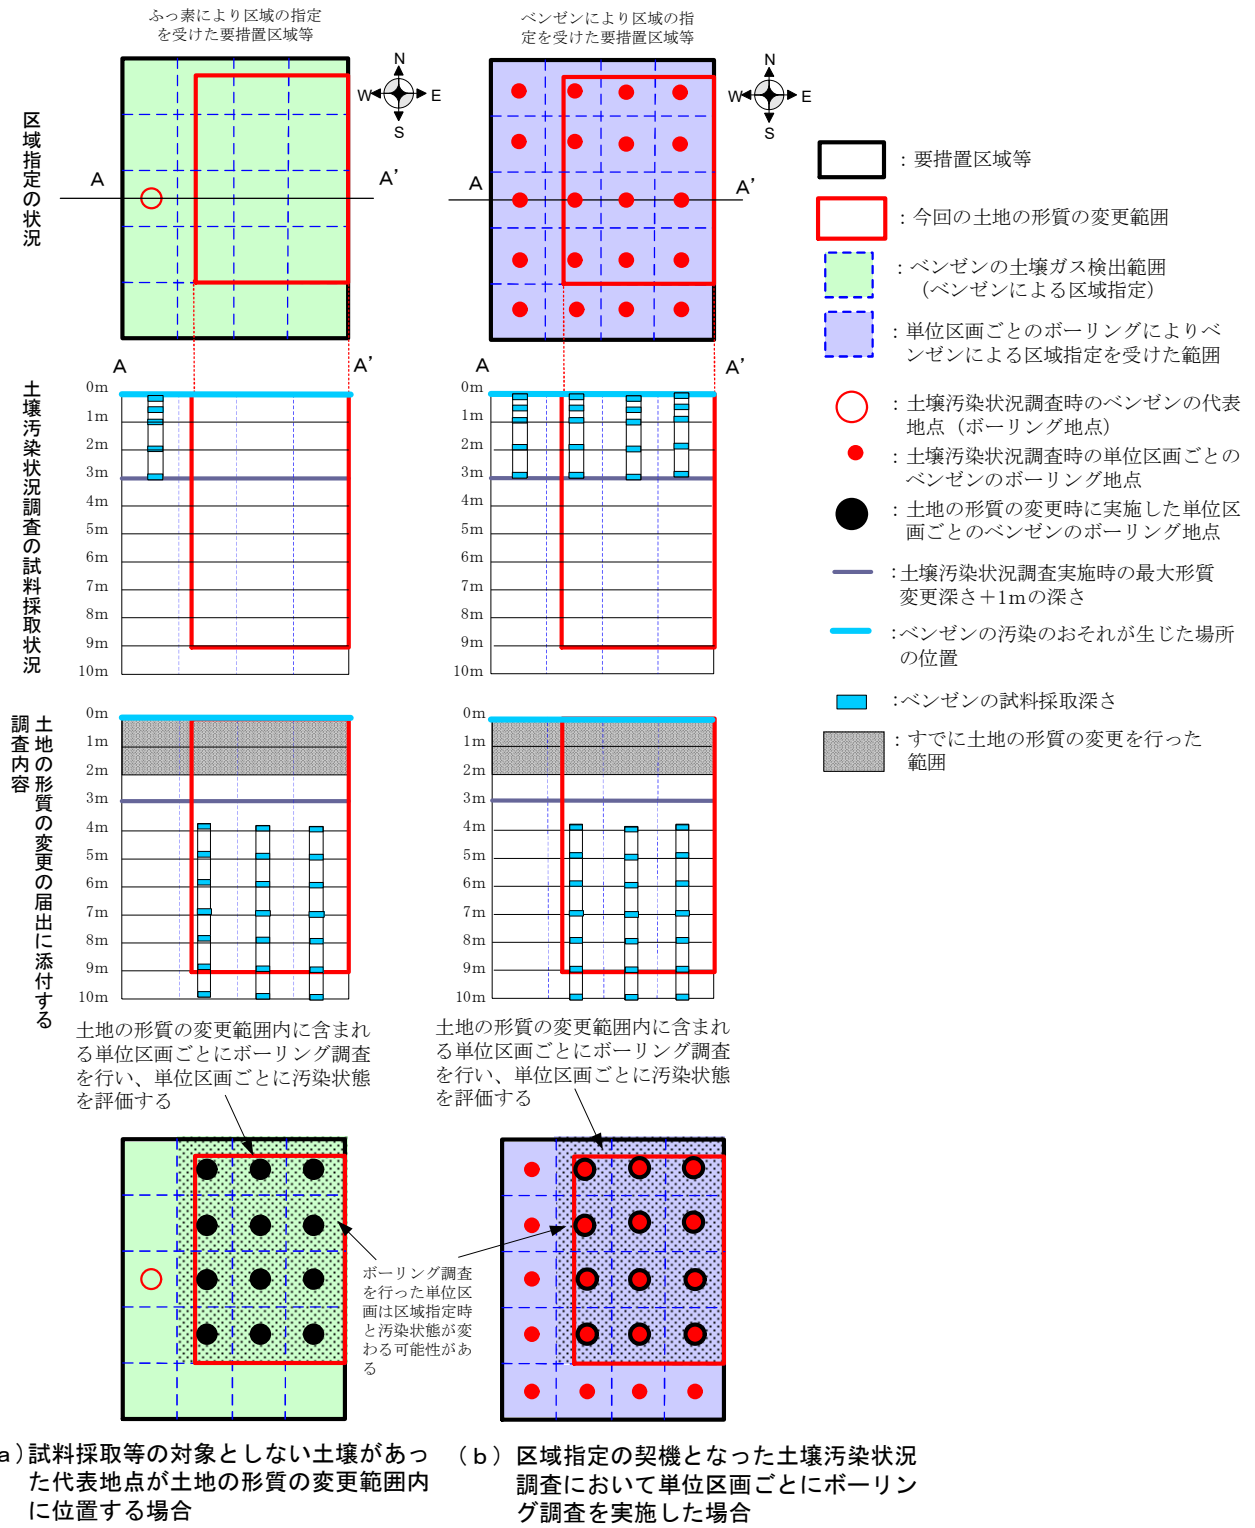 ふっ素により区域の指定
を受けた要措置区域等
ベンゼンにより区域の指
定を受けた要措置区域等
N
W
E
S
N
W
E
S
区域指定の状況
A
A'
A
A'
：要措置区域等
：今回の土地の形質の変更範囲
：ベンゼンの土壌ガス検出範囲
（ベンゼンによる区域指定）
：単位区画ごとのボーリングによりベ
ンゼンによる区域指定を受けた範囲
：土壌汚染状況調査時のベンゼンの代表
地点（ボーリング地点）
：土壌汚染状況調査時の単位区画ごとの
ベンゼンのボーリング地点
：土地の形質の変更時に実施した単位区
画ごとのベンゼンのボーリング地点
：土壌汚染状況調査実施時の最大形質
変更深さ＋1mの深さ
：ベンゼンの汚染のおそれが生じた場所
の位置
：ベンゼンの試料採取深さ
：すでに土地の形質の変更を行った
範囲
土壌汚染状況調査の試料採取状況
A
A'
0m
1m
2m
3m
4m
5m
6m
7m
8m
9m
10m
A
A'
0m
1m
2m
3m
4m
5m
6m
7m
8m
9m
10m
土地の形質の変更の届出に添付する
調査内容
0m
1m
2m
3m
4m
5m
6m
7m
8m
9m
10m
0m
1m
2m
3m
4m
5m
6m
7m
8m
9m
10m
土地の形質の変更範囲内に含まれ
る単位区画ごとにボーリング調査
を行い、単位区画ごとに汚染状態
を評価する
土地の形質の変更範囲内に含まれ
る単位区画ごとにボーリング調査
を行い、単位区画ごとに汚染状態
を評価する
ボーリング調査
を行った単位区
画は区域指定時
と汚染状態が変
わる可能性があ
る
a）試料採取等の対象としない土壌があっ
た代表地点が土地の形質の変更範囲内
に位置する場合
（b）区域指定の契機となった土壌汚染状況
調査において単位区画ごとにボーリン
グ調査を実施した場合